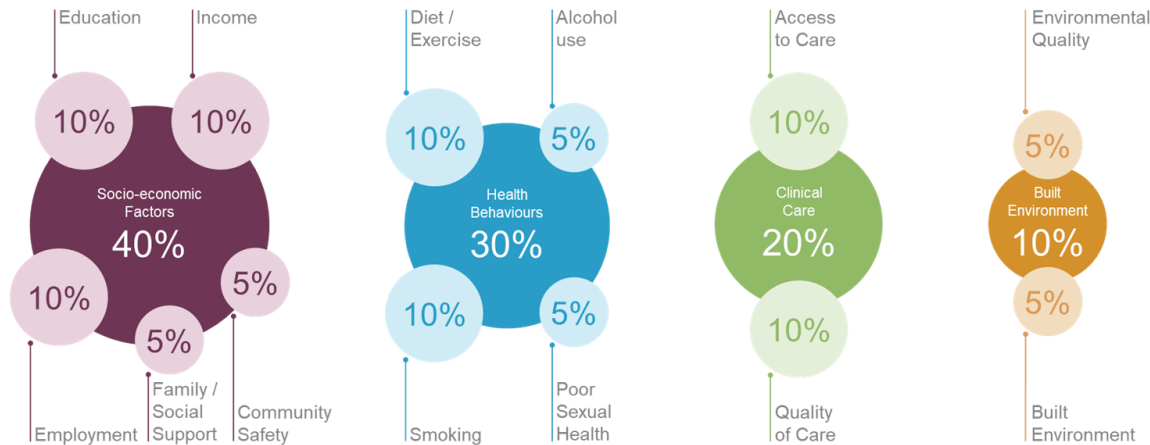 Education
Income
10%
10%
Socio-economic
Factors
40%
10%
5%
5%
Employment
Family /
Social
Support
Community
Safety
Diet /
Exercise
Alcohol
use
10%
5%
Health
Behaviours
30%
10%
5%
Smoking
Poor
Sexual
Health
Access
to Care
10%
Clinical
Care
20%
10%
Quality
of Care
Environmental
Quality
5%
Built
Environment
10%
5%
Built
Environment